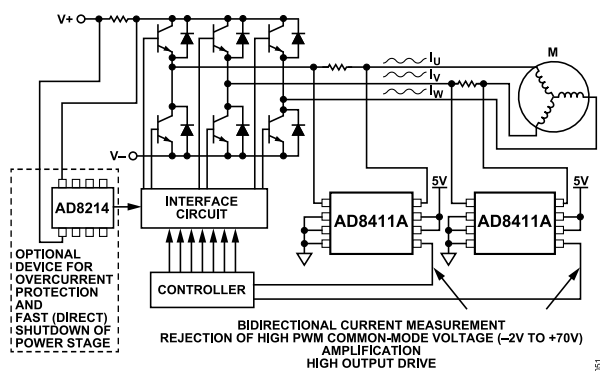 V+
M
IU
IV
IW
V–
5V
5V
AD8214
INTERFACE
CIRCUIT
AD8411A
AD8411A
OPTIONAL
DEVICE FOR
OVERCURRENT
PROTECTION
AND
FAST (DIRECT)
SHUTDOWN OF
POWER STAGE
CONTROLLER
BIDIRECTIONAL CURRENT MEASUREMENT
REJECTION OF HIGH PWM COMMON-MODE VOLTAGE (–2V TO +70V)
AMPLIFICATION
HIGH OUTPUT DRIVE